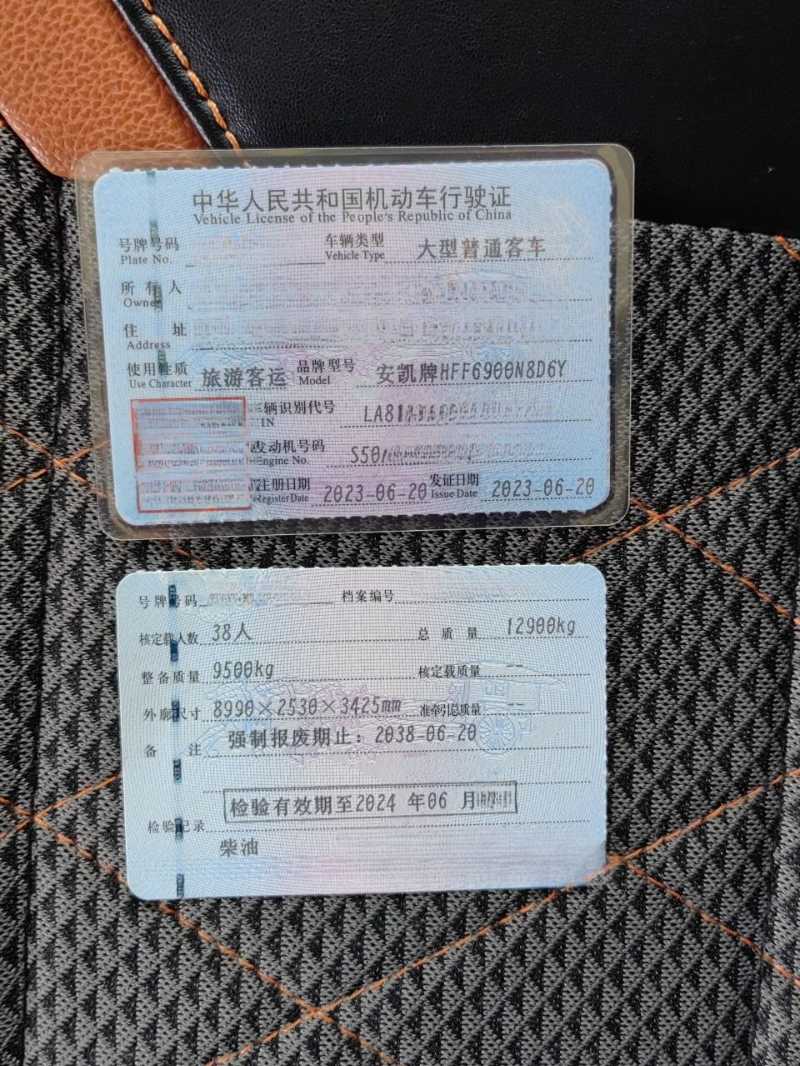 中华人民共和国机动车行驶证
Vehicle License of the People's Republic of China
号牌号码 车辆类型 大型普通客车
Plate No. Vehicle Type
所有人
Owner
住址
Address
使用性质 旅游客运 品牌型号 安凯牌HFF6900N8D6Y
Use Character Model
辆识别代号 LA81
IN
发动机号码 S50
Engine No.
注册日期 2023-06-20 发证日期 2023-06-20
Register Date Issue Date
号牌号码 档案编号
核定载人数 38人 总质量 12900kg
整备质量 9500kg 核定载质量 --
外廓尺寸 8990×2530×3425mm 准牵引总质量 --
备注 强制报废期止：2038-06-20
检验有效期至2024 年06 月
检验记录
柴油